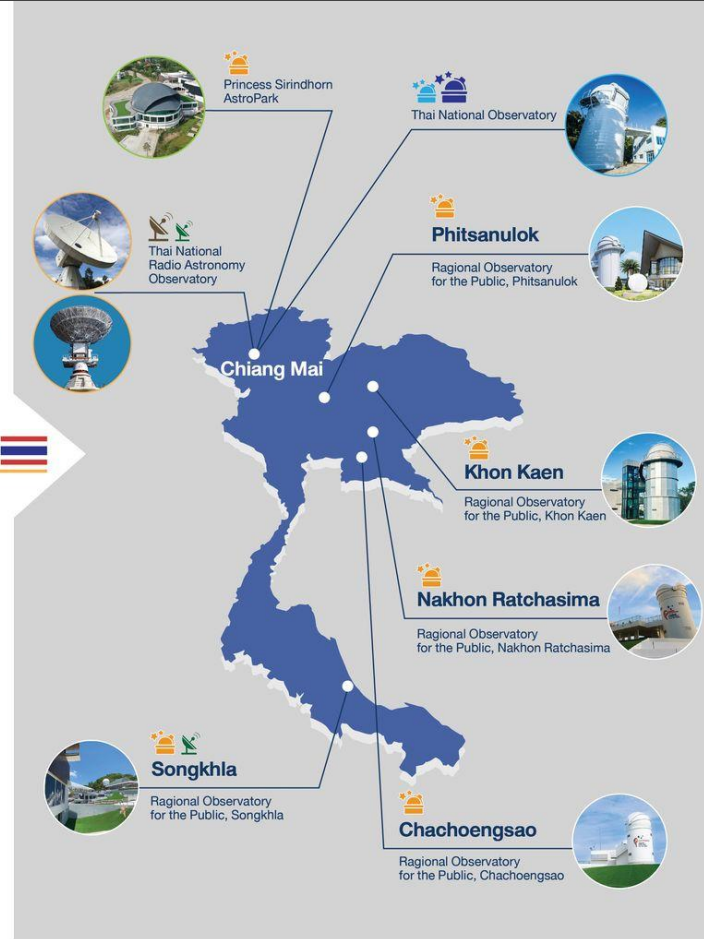 Princess Sirindhorn
AstroPark
Thai National Observatory
Thai National
Radio Astronomy
Observatory
Phitsanulok
Ragional Observatory
for the Public, Phitsanulok
Chiang Mai
Khon Kaen
Ragional Observatory
for the Public, Khon Kaen
Nakhon Ratchasima
Ragional Observatory
for the Public, Nakhon Ratchasima
Songkhla
Ragional Observatory
for the Public, Songkhla
Chachoengsao
Ragional Observatory
for the Public, Chachoengsao